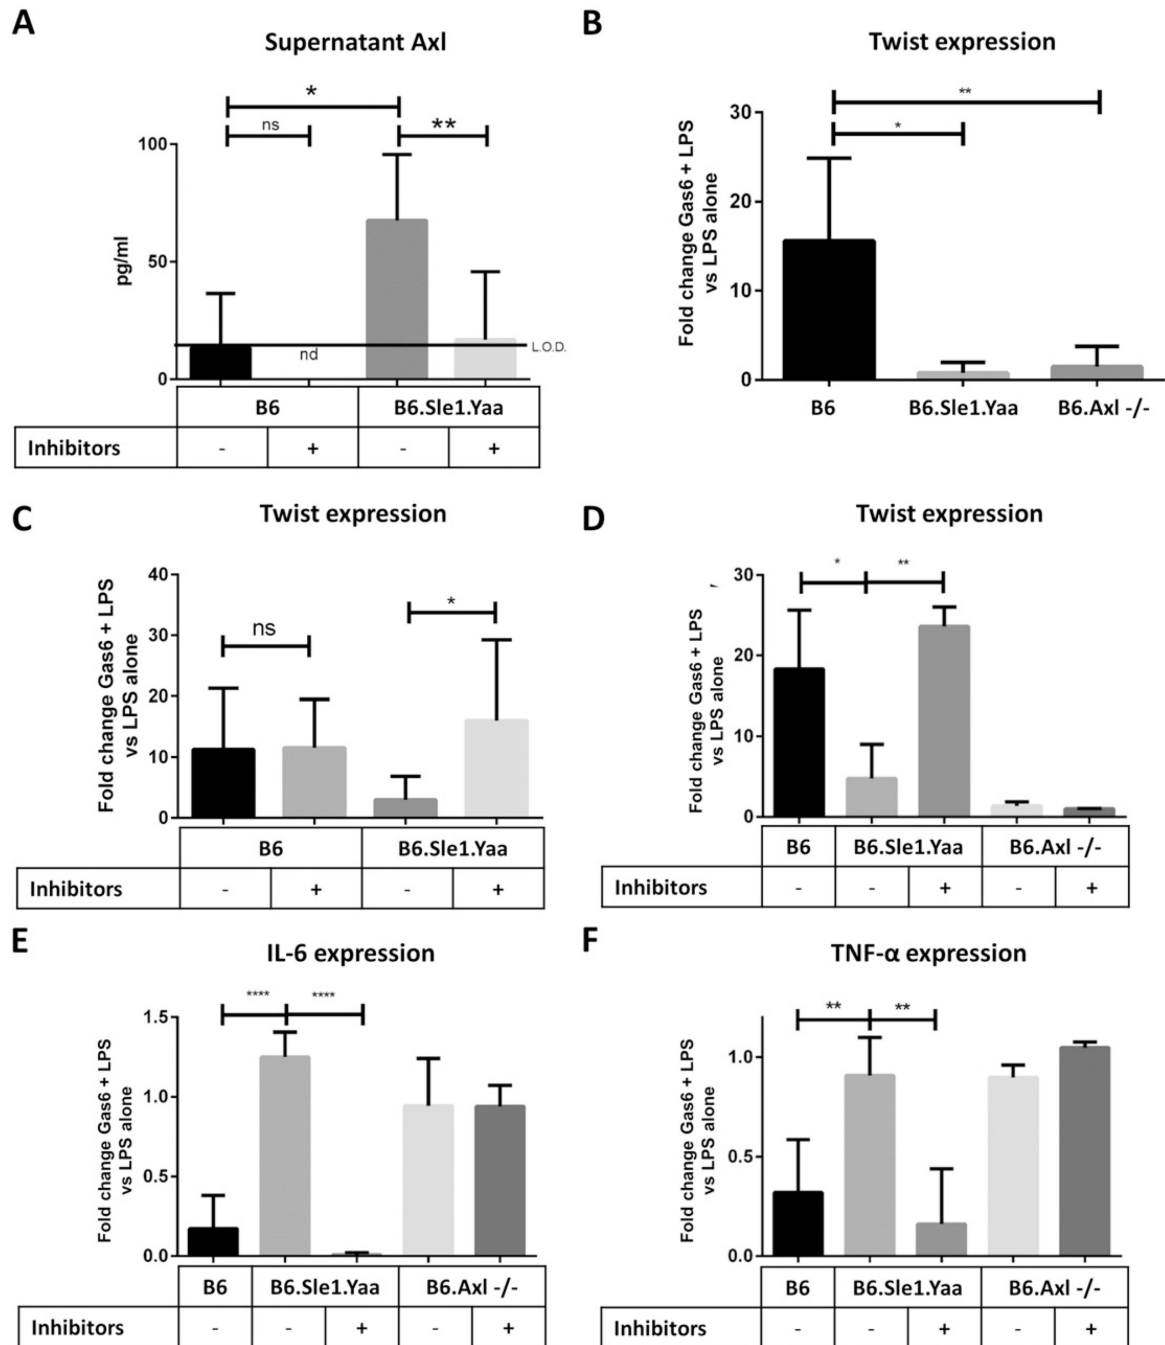 A
Supernatant Axl
*
ns
**
100
50
0
pg/ml
nd
L.O.D.
B6
B6.Sle1.Yaa
Inhibitors - + - +
B
Twist expression
**
*
30
20
10
0
Fold change Gas6 + LPS
vs LPS alone
B6 B6.Sle1.Yaa B6.Axl -/-
C
Twist expression
ns
*
40
30
20
10
0
Fold change Gas6 + LPS
vs LPS alone
B6 B6.Sle1.Yaa
Inhibitors - + - +
D
Twist expression
* **
30
20
10
0
Fold change Gas6 + LPS
vs LPS alone
B6 B6.Sle1.Yaa B6.Axl -/-
Inhibitors - - + - +
E
IL-6 expression
**** ****
1.5
1.0
0.5
0.0
Fold change Gas6 + LPS
vs LPS alone
B6 B6.Sle1.Yaa B6.Axl -/-
Inhibitors - - + - +
F
TNF-α expression
** **
1.0
0.5
0.0
Fold change Gas6 + LPS
vs LPS alone
B6 B6.Sle1.Yaa B6.Axl -/-
Inhibitors - - + - +